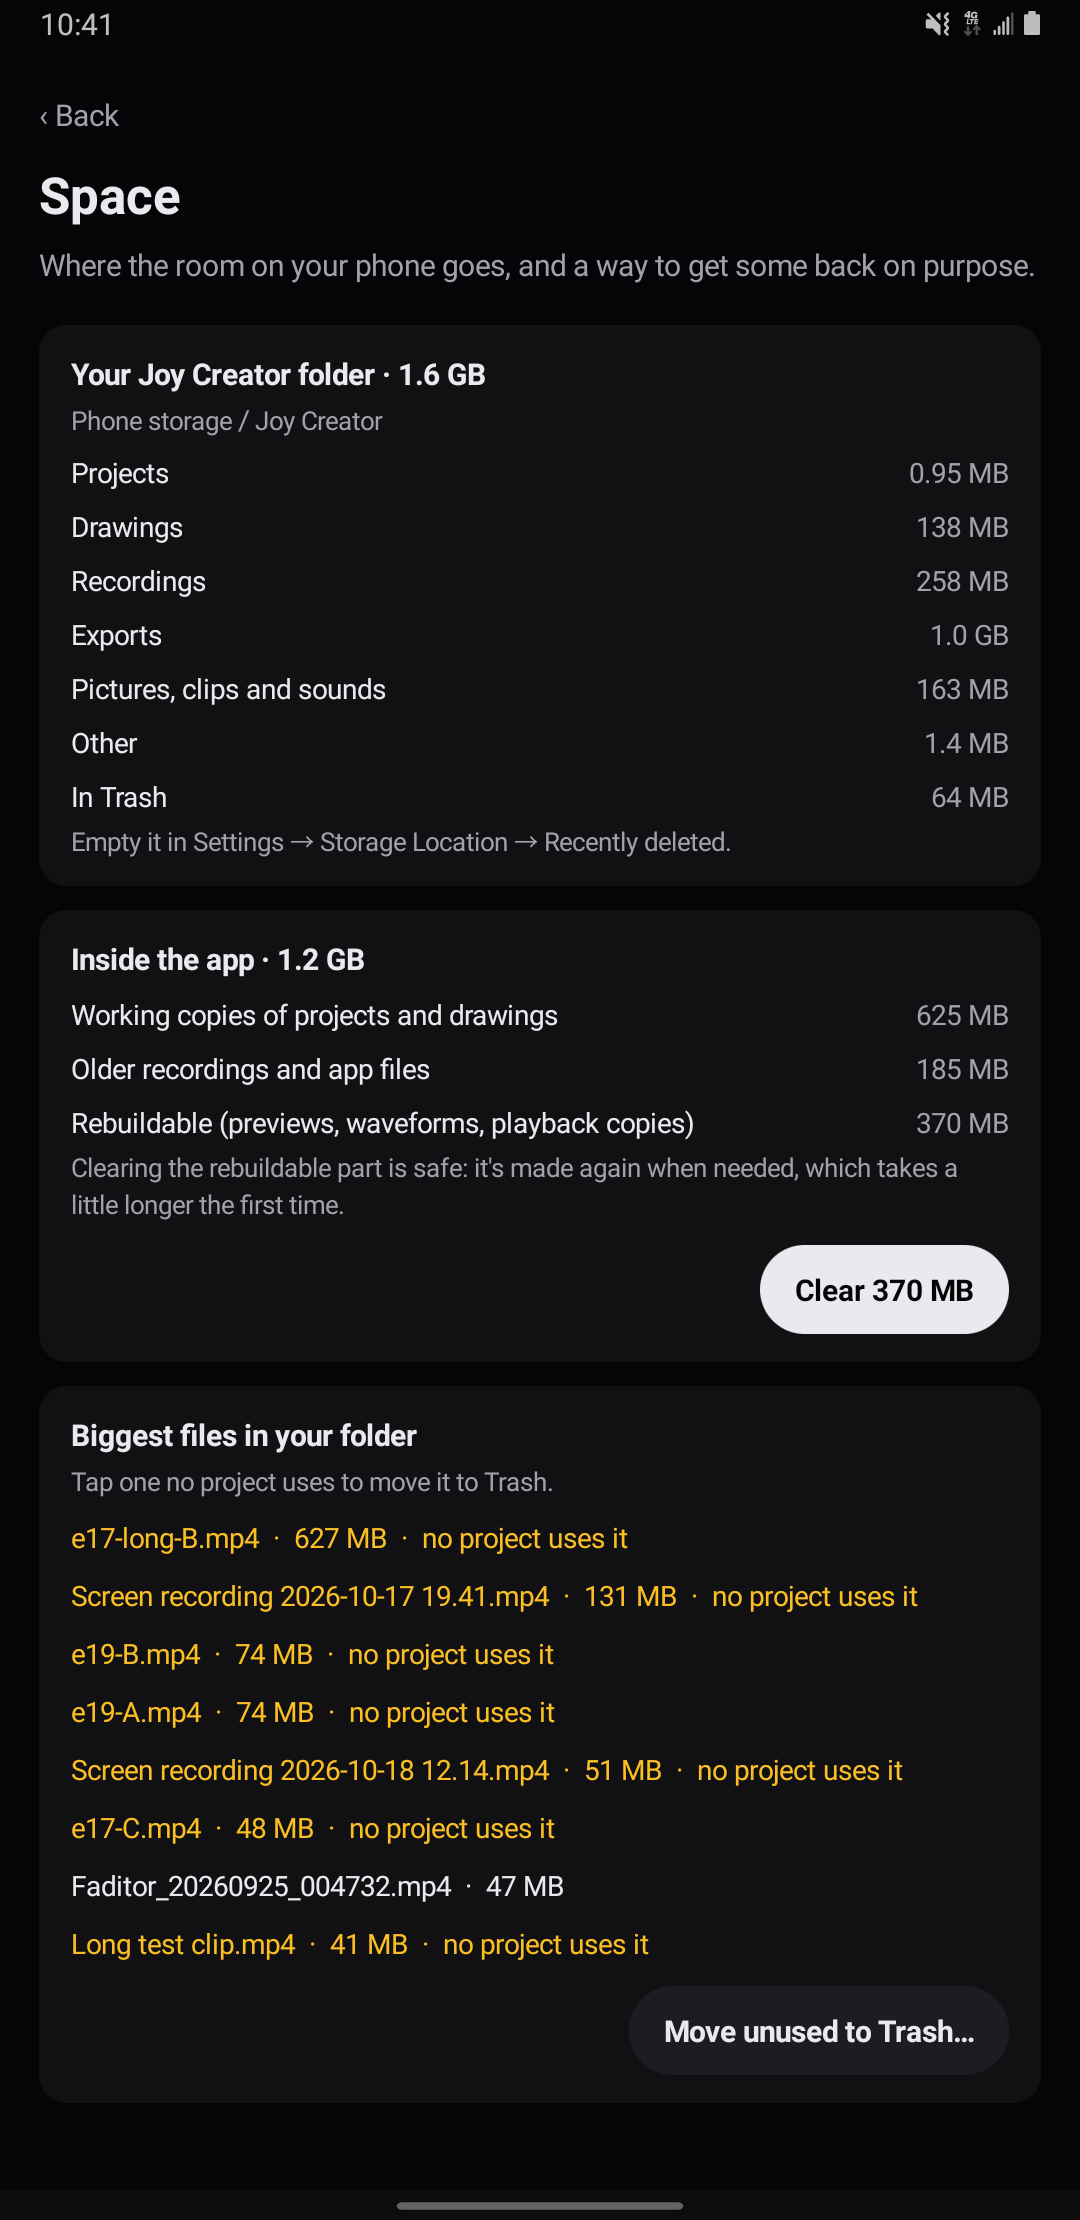 10:41
4G LTE
‹ Back
Space
Where the room on your phone goes, and a way to get some back on purpose.
Your Joy Creator folder · 1.6 GB
Phone storage / Joy Creator
Projects 0.95 MB
Drawings 138 MB
Recordings 258 MB
Exports 1.0 GB
Pictures, clips and sounds 163 MB
Other 1.4 MB
In Trash 64 MB
Empty it in Settings → Storage Location → Recently deleted.
Inside the app · 1.2 GB
Working copies of projects and drawings 625 MB
Older recordings and app files 185 MB
Rebuildable (previews, waveforms, playback copies) 370 MB
Clearing the rebuildable part is safe: it's made again when needed, which takes a
little longer the first time.
Clear 370 MB
Biggest files in your folder
Tap one no project uses to move it to Trash.
e17-long-B.mp4 · 627 MB · no project uses it
Screen recording 2026-10-17 19.41.mp4 · 131 MB · no project uses it
e19-B.mp4 · 74 MB · no project uses it
e19-A.mp4 · 74 MB · no project uses it
Screen recording 2026-10-18 12.14.mp4 · 51 MB · no project uses it
e17-C.mp4 · 48 MB · no project uses it
Faditor_20260925_004732.mp4 · 47 MB
Long test clip.mp4 · 41 MB · no project uses it
Move unused to Trash…